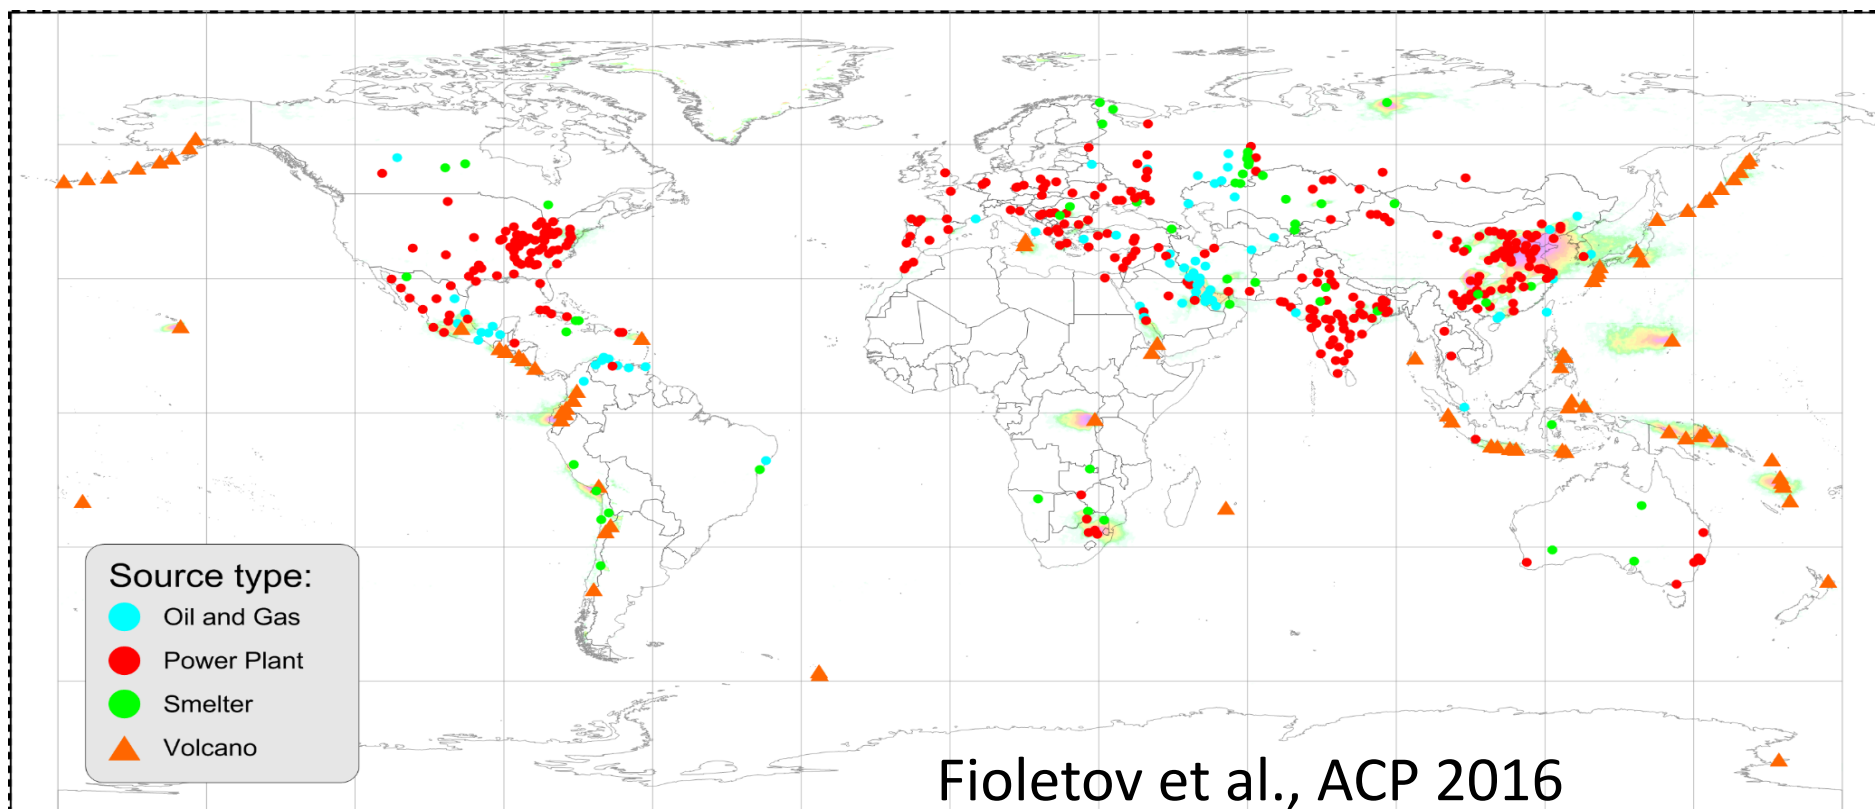 Source type:
Oil and Gas
Power Plant
Smelter
Volcano
Fioletov et al., ACP 2016